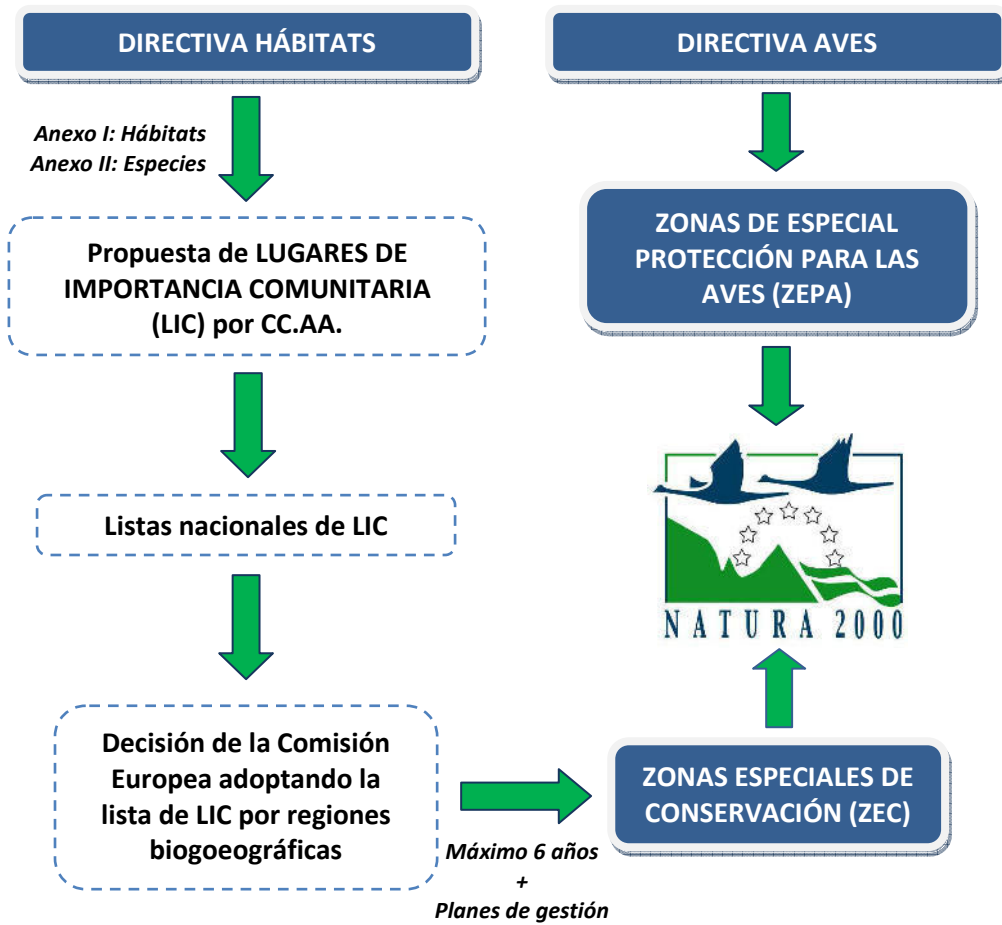 DIRECTIVA HÁBITATS
Anexo I: Hábitats
Anexo II: Especies
Propuesta de LUGARES DE
IMPORTANCIA COMUNITARIA
(LIC) por CC.AA.
Listas nacionales de LIC
Decisión de la Comisión
Europea adoptando la
lista de LIC por regiones
biogoeográficas
Máximo 6 años
+
Planes de gestión
DIRECTIVA AVES
ZONAS DE ESPECIAL
PROTECCIÓN PARA LAS
AVES (ZEPA)
NATURA 2000
ZONAS ESPECIALES DE
CONSERVACIÓN (ZEC)